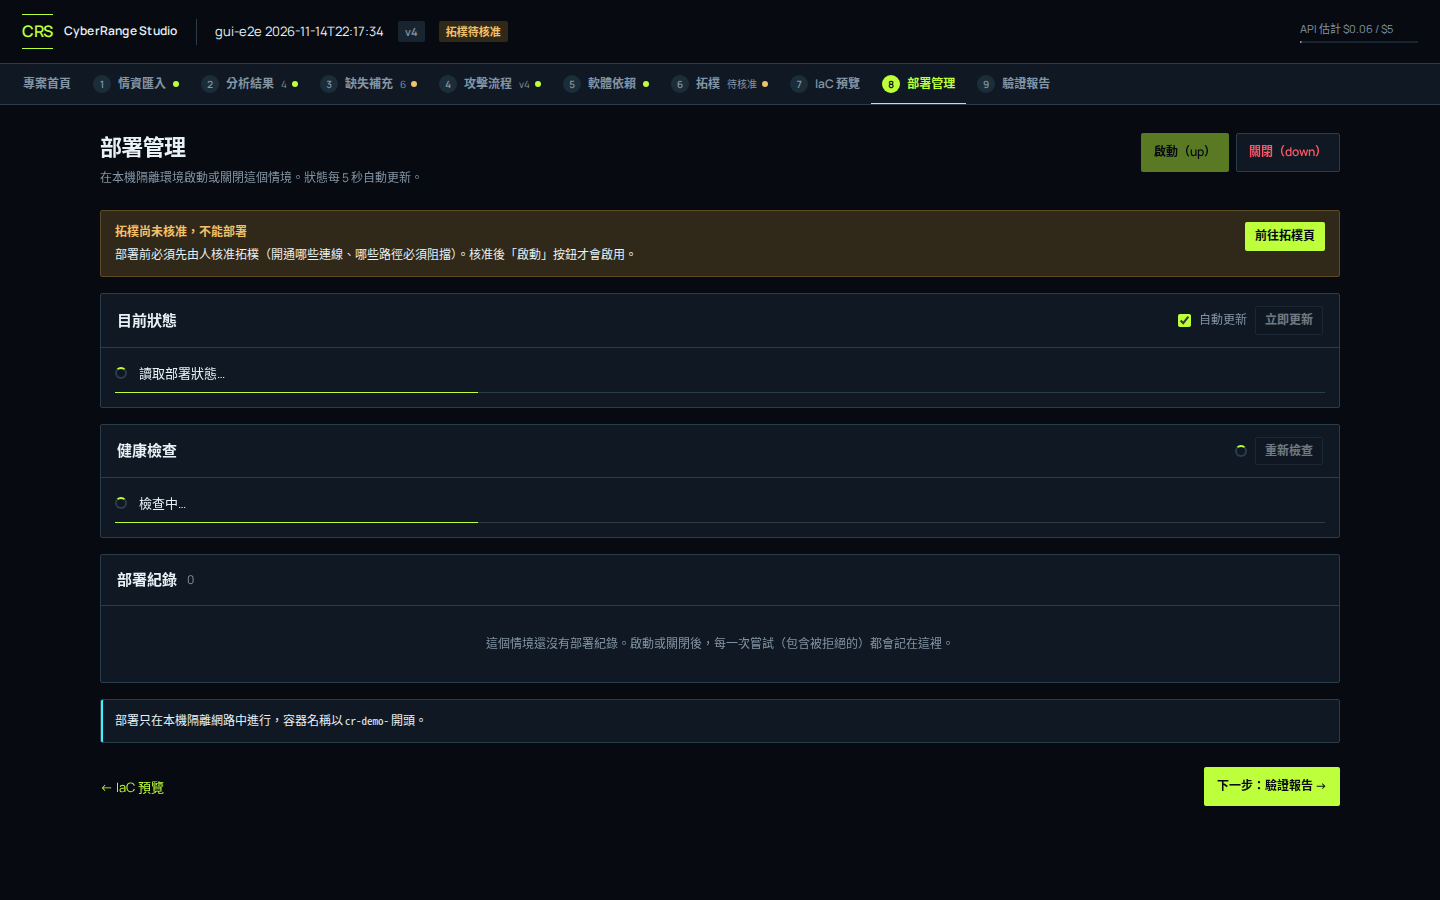 CRS CyberRange Studio gui-e2e 2026-11-14T22:17:34 v4 拓樸待核准 API 估計 $0.06 / $5
專案首頁 1 情資匯入 2 分析結果 4 3 缺失補充 6 4 攻擊流程 v4 5 軟體依賴 6 拓樸 待核准 7 IaC 預覽 8 部署管理 9 驗證報告
部署管理
啟動（up） 關閉（down）
在本機隔離環境啟動或關閉這個情境。狀態每 5 秒自動更新。
拓樸尚未核准，不能部署
前往拓樸頁
部署前必須先由人核准拓樸（開通哪些連線、哪些路徑必須阻擋）。核准後「啟動」按鈕才會啟用。
目前狀態 自動更新 立即更新
讀取部署狀態…
健康檢查 重新檢查
檢查中…
部署紀錄 0
這個情境還沒有部署紀錄。啟動或關閉後，每一次嘗試（包含被拒絕的）都會記在這裡。
部署只在本機隔離網路中進行，容器名稱以 cr-demo- 開頭。
← IaC 預覽 下一步：驗證報告 →